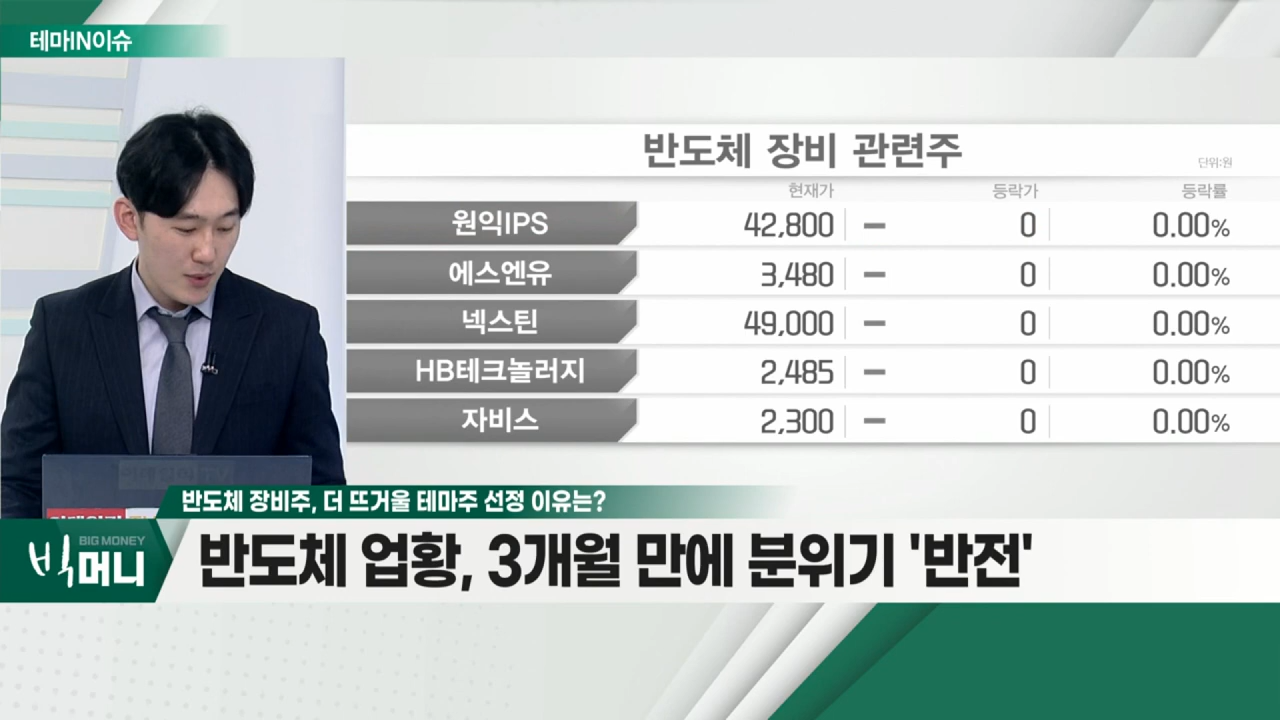 테마IN이슈
반도체 장비 관련주
단위:원
현재가 등락가 등락률
원익IPS 42,800 0 0.00%
에스엔유 3,480 0 0.00%
넥스틴 49,000 0 0.00%
HB테크놀러지 2,485 0 0.00%
자비스 2,300 0 0.00%
반도체 장비주, 더 뜨거울 테마주 선정 이유는?
BIG MONEY
빅머니
반도체 업황, 3개월 만에 분위기 '반전'